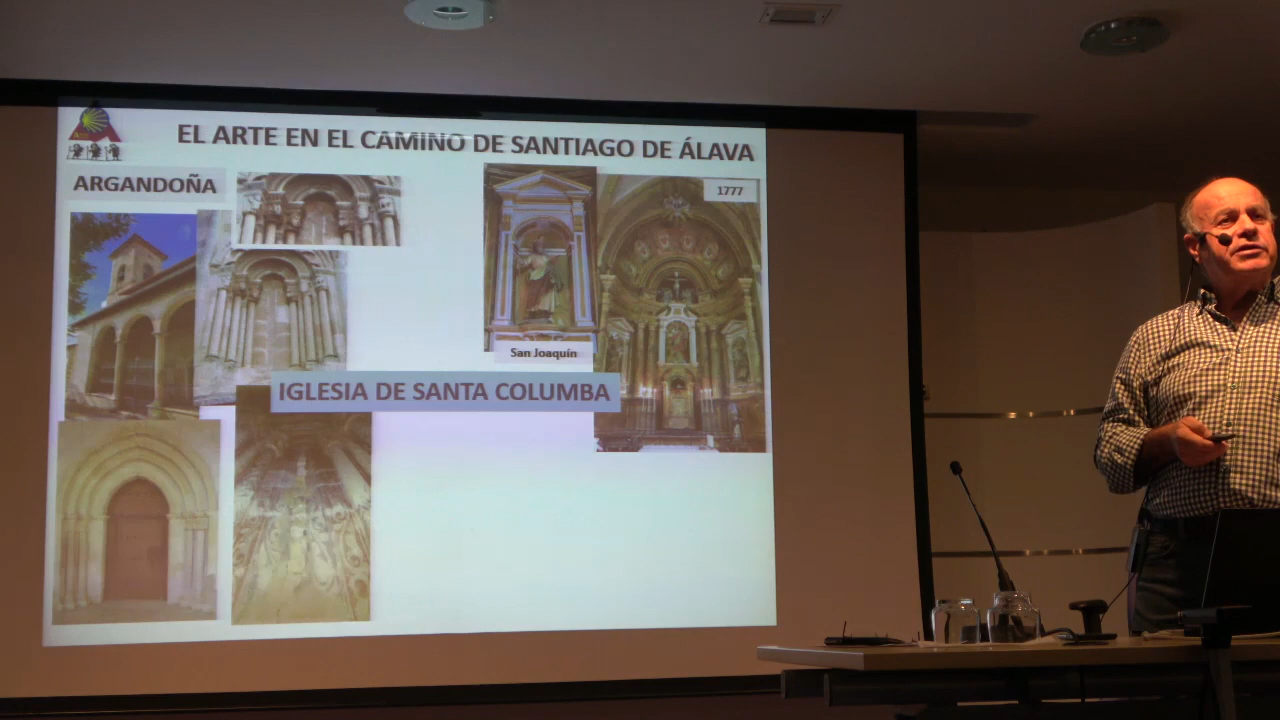 EL ARTE EN EL CAMINO DE SANTIAGO DE ÁLAVA
ARGANDOÑA
1777
San Joaquín
IGLESIA DE SANTA COLUMBA